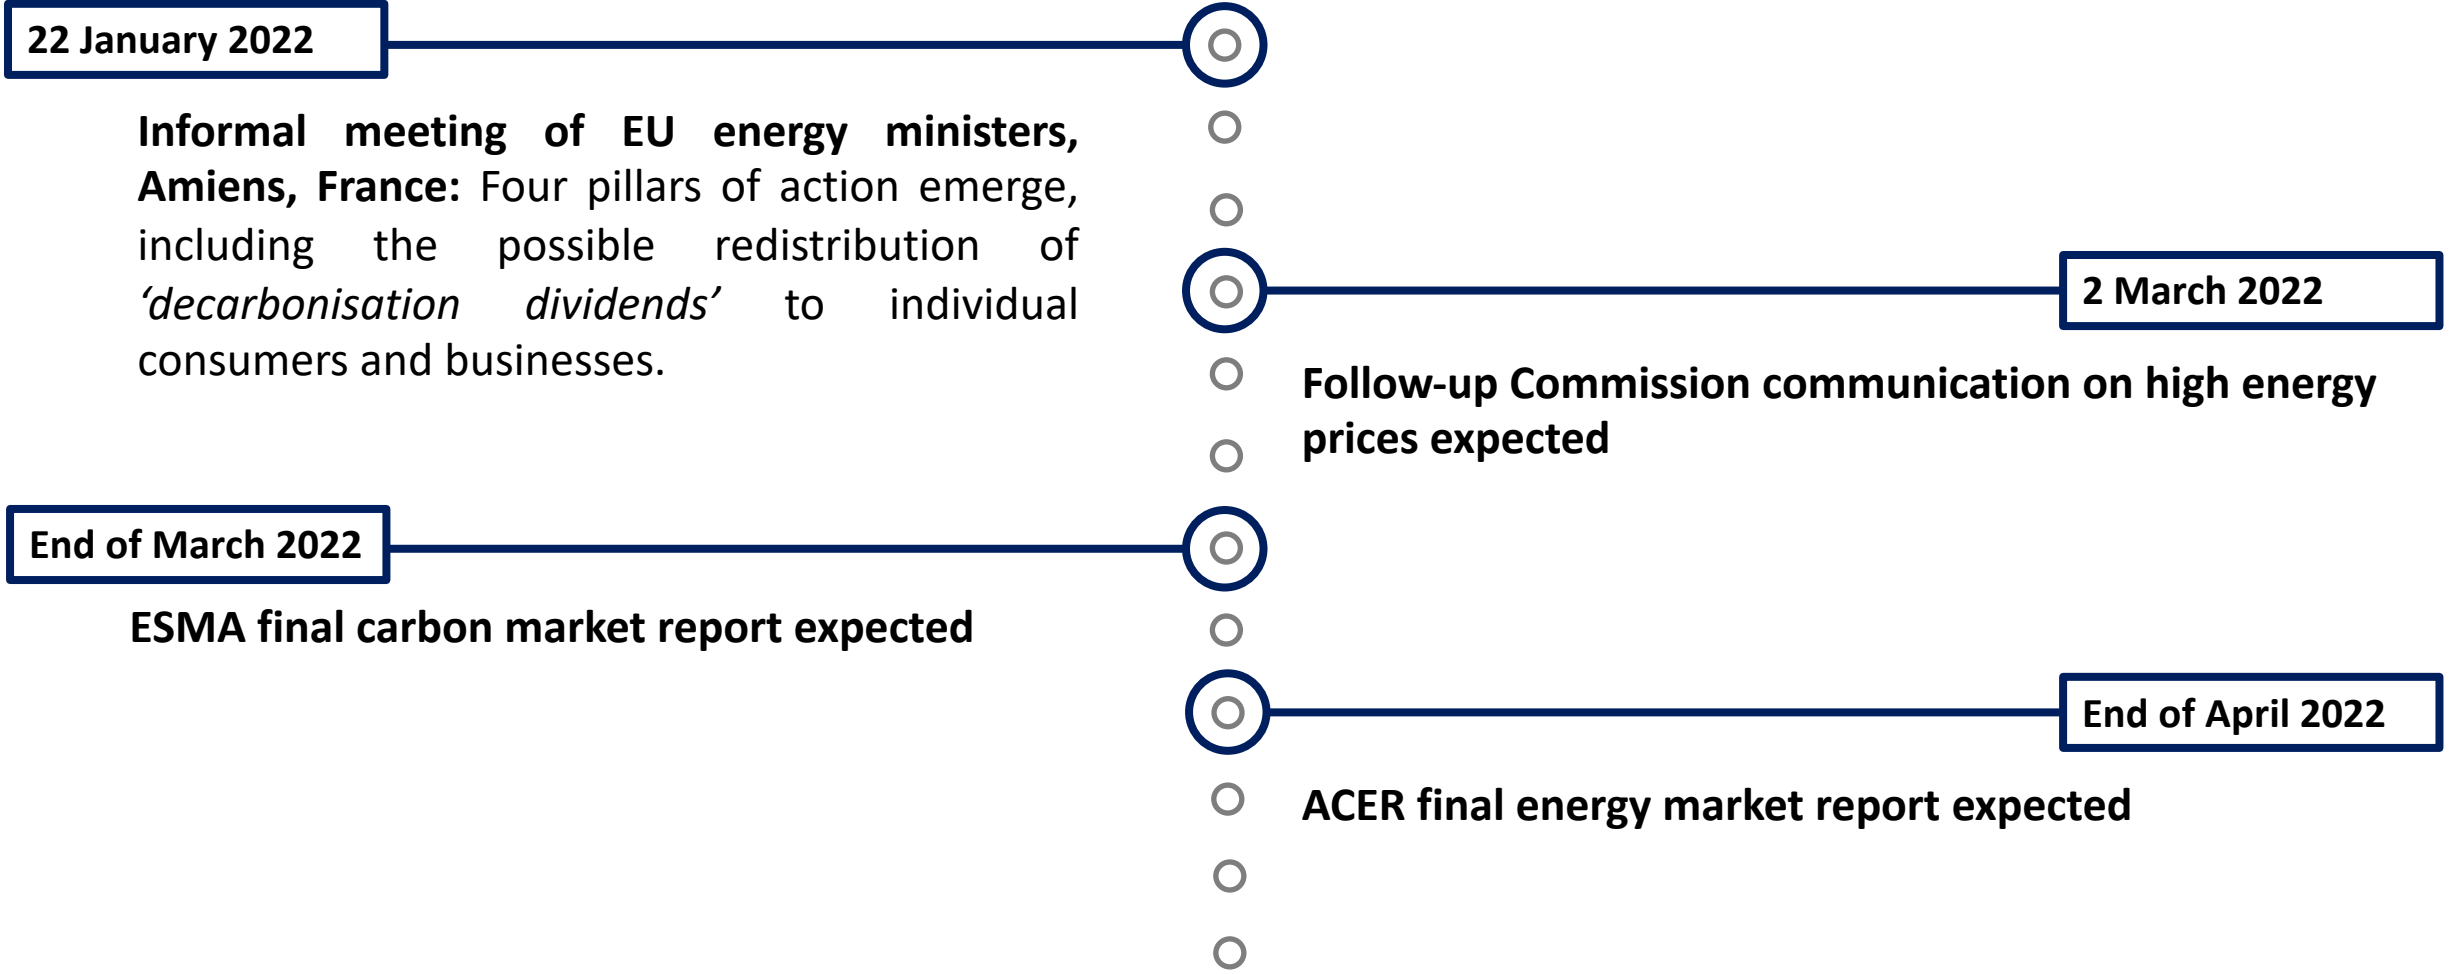 22 January 2022
Informal meeting of EU energy ministers,
Amiens, France: Four pillars of action emerge,
including the possible redistribution of
‘decarbonisation dividends’ to individual
consumers and businesses.
2 March 2022
Follow-up Commission communication on high energy
prices expected
End of March 2022
ESMA final carbon market report expected
End of April 2022
ACER final energy market report expected